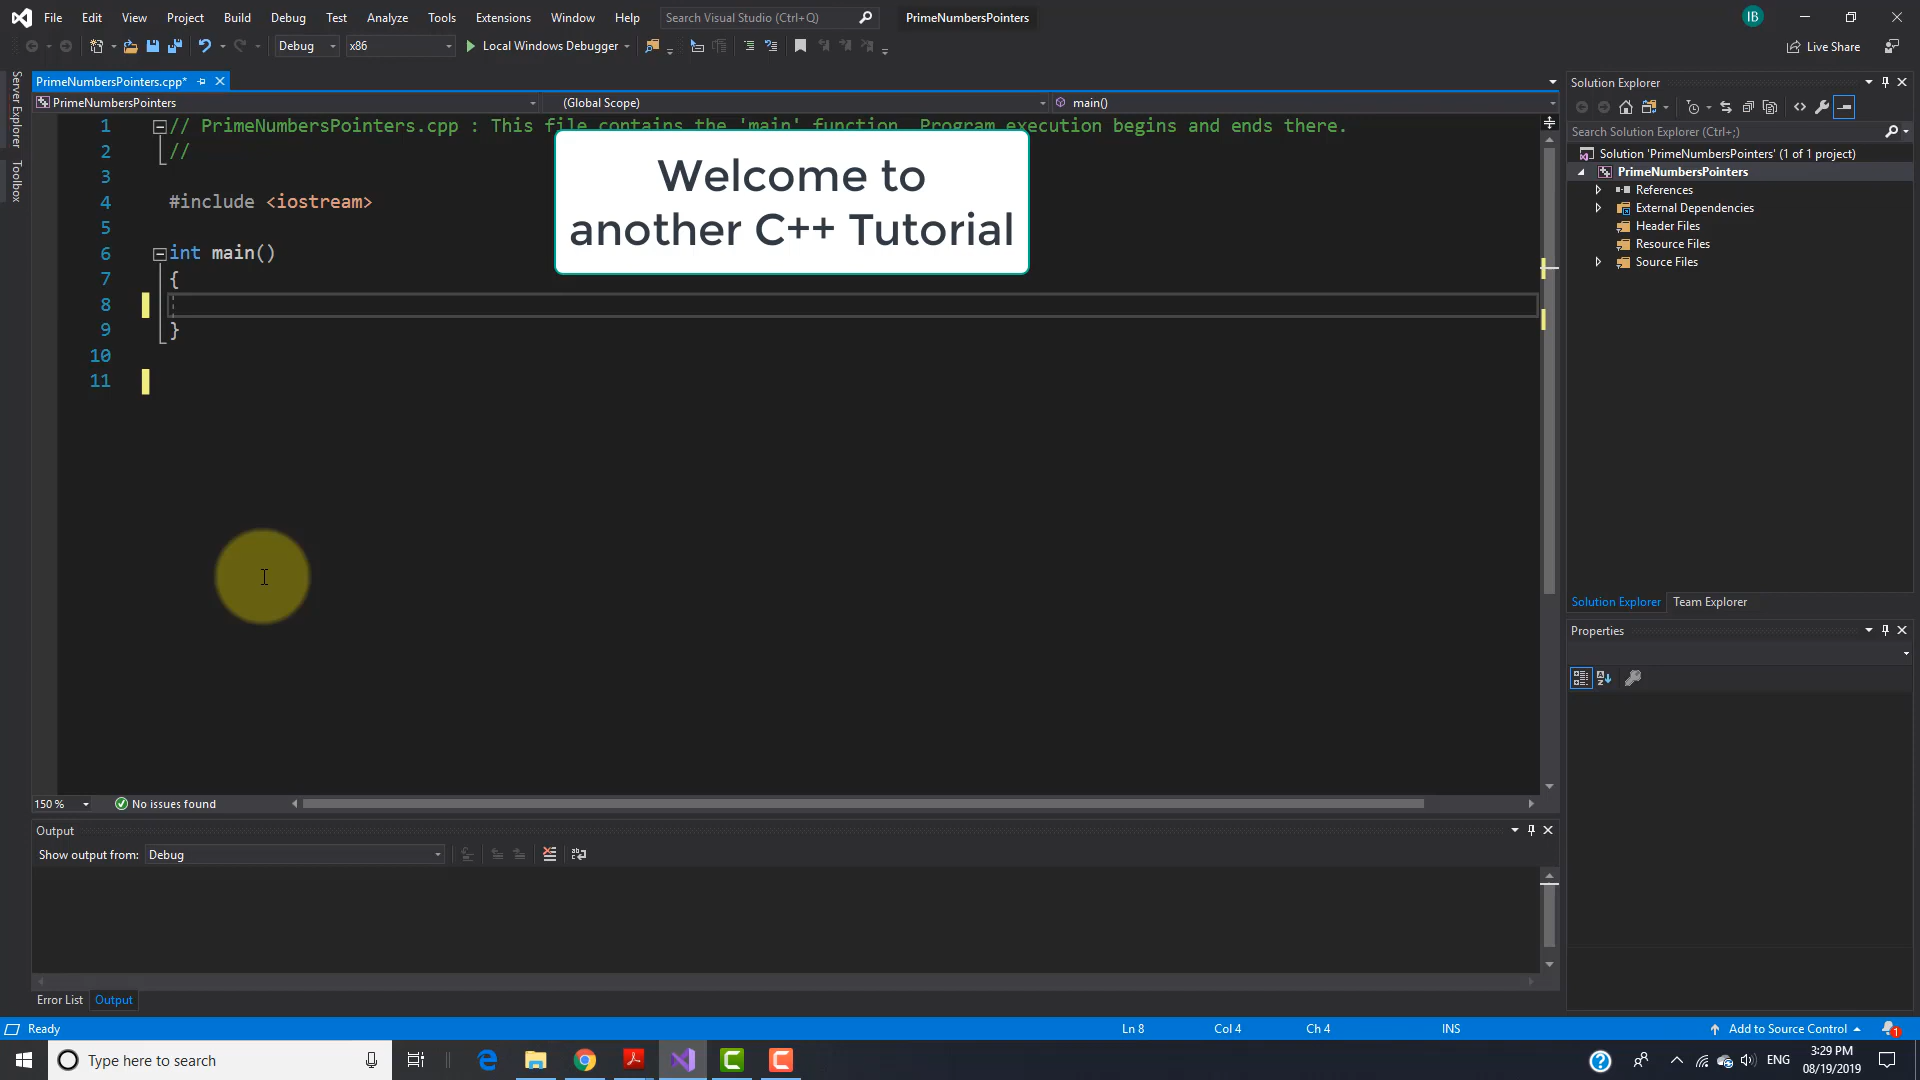 File Edit View Project Build Debug Test Analyze Tools Extensions Window Help Search Visual Studio (Ctrl+Q) PrimeNumbersPointers IB
Debug x86 Local Windows Debugger Live Share
Server Explorer
Toolbox
PrimeNumbersPointers.cpp*
PrimeNumbersPointers (Global Scope) main()
1 // PrimeNumbersPointers.cpp : This file contains the 'main' function. Program execution begins and ends there.
2 //
3
4 #include <iostream>
5
6 int main()
7 {
8
9 }
10
11
Welcome to
another C++ Tutorial
150 % No issues found
Output
Show output from: Debug
Error List Output
Solution Explorer
Search Solution Explorer (Ctrl+;)
Solution 'PrimeNumbersPointers' (1 of 1 project)
PrimeNumbersPointers
References
External Dependencies
Header Files
Resource Files
Source Files
Solution Explorer Team Explorer
Properties
Ready Ln 8 Col 4 Ch 4 INS Add to Source Control 1
Type here to search
ENG
3:29 PM
08/19/2019